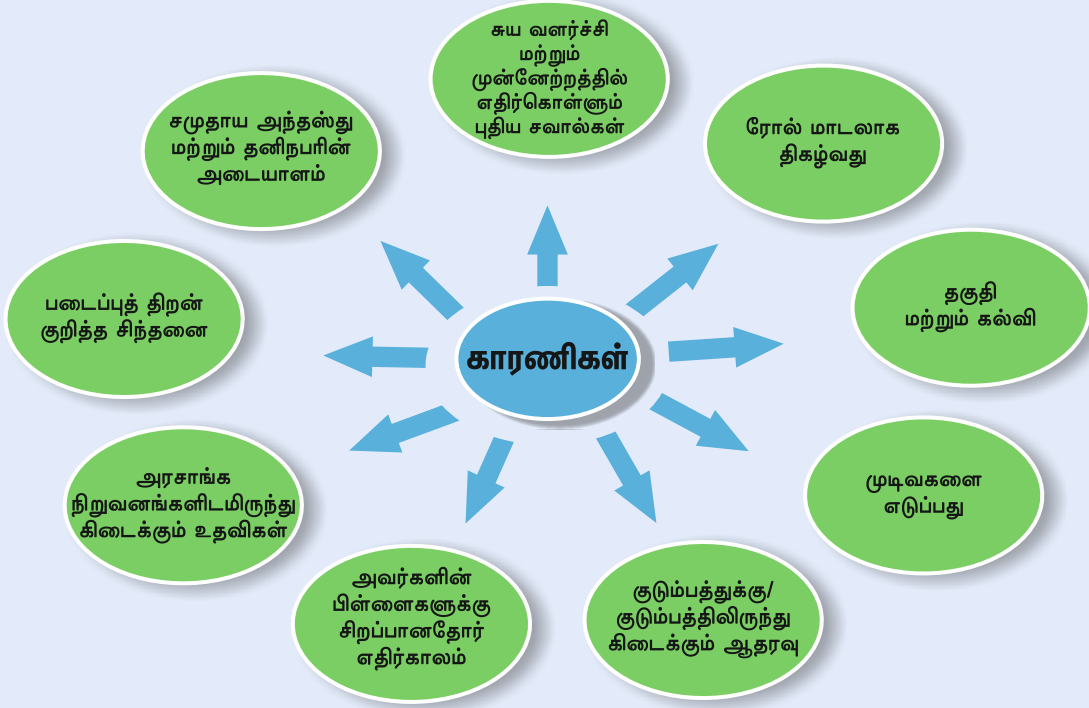 சுய வளர்ச்சி
மற்றும்
முன்னேற்றத்தில்
எதிர்கொள்ளும்
புதிய சவால்கள்
ரோல் மாடலாக
திகழ்வது
தகுதி
மற்றும் கல்வி
முடிவகளை
எடுப்பது
குடும்பத்துக்கு/
குடும்பத்திலிருந்து
கிடைக்கும் ஆதரவு
அவர்களின்
பிள்ளைகளுக்கு
சிறப்பானதோர்
எதிர்காலம்
அரசாங்க
நிறுவனங்களிடமிருந்து
கிடைக்கும் உதவிகள்
படைப்புத் திறன்
குறித்த சிந்தனை
சமுதாய அந்தஸ்து
மற்றும் தனிநபரின்
அடையாளம்
காரணிகள்